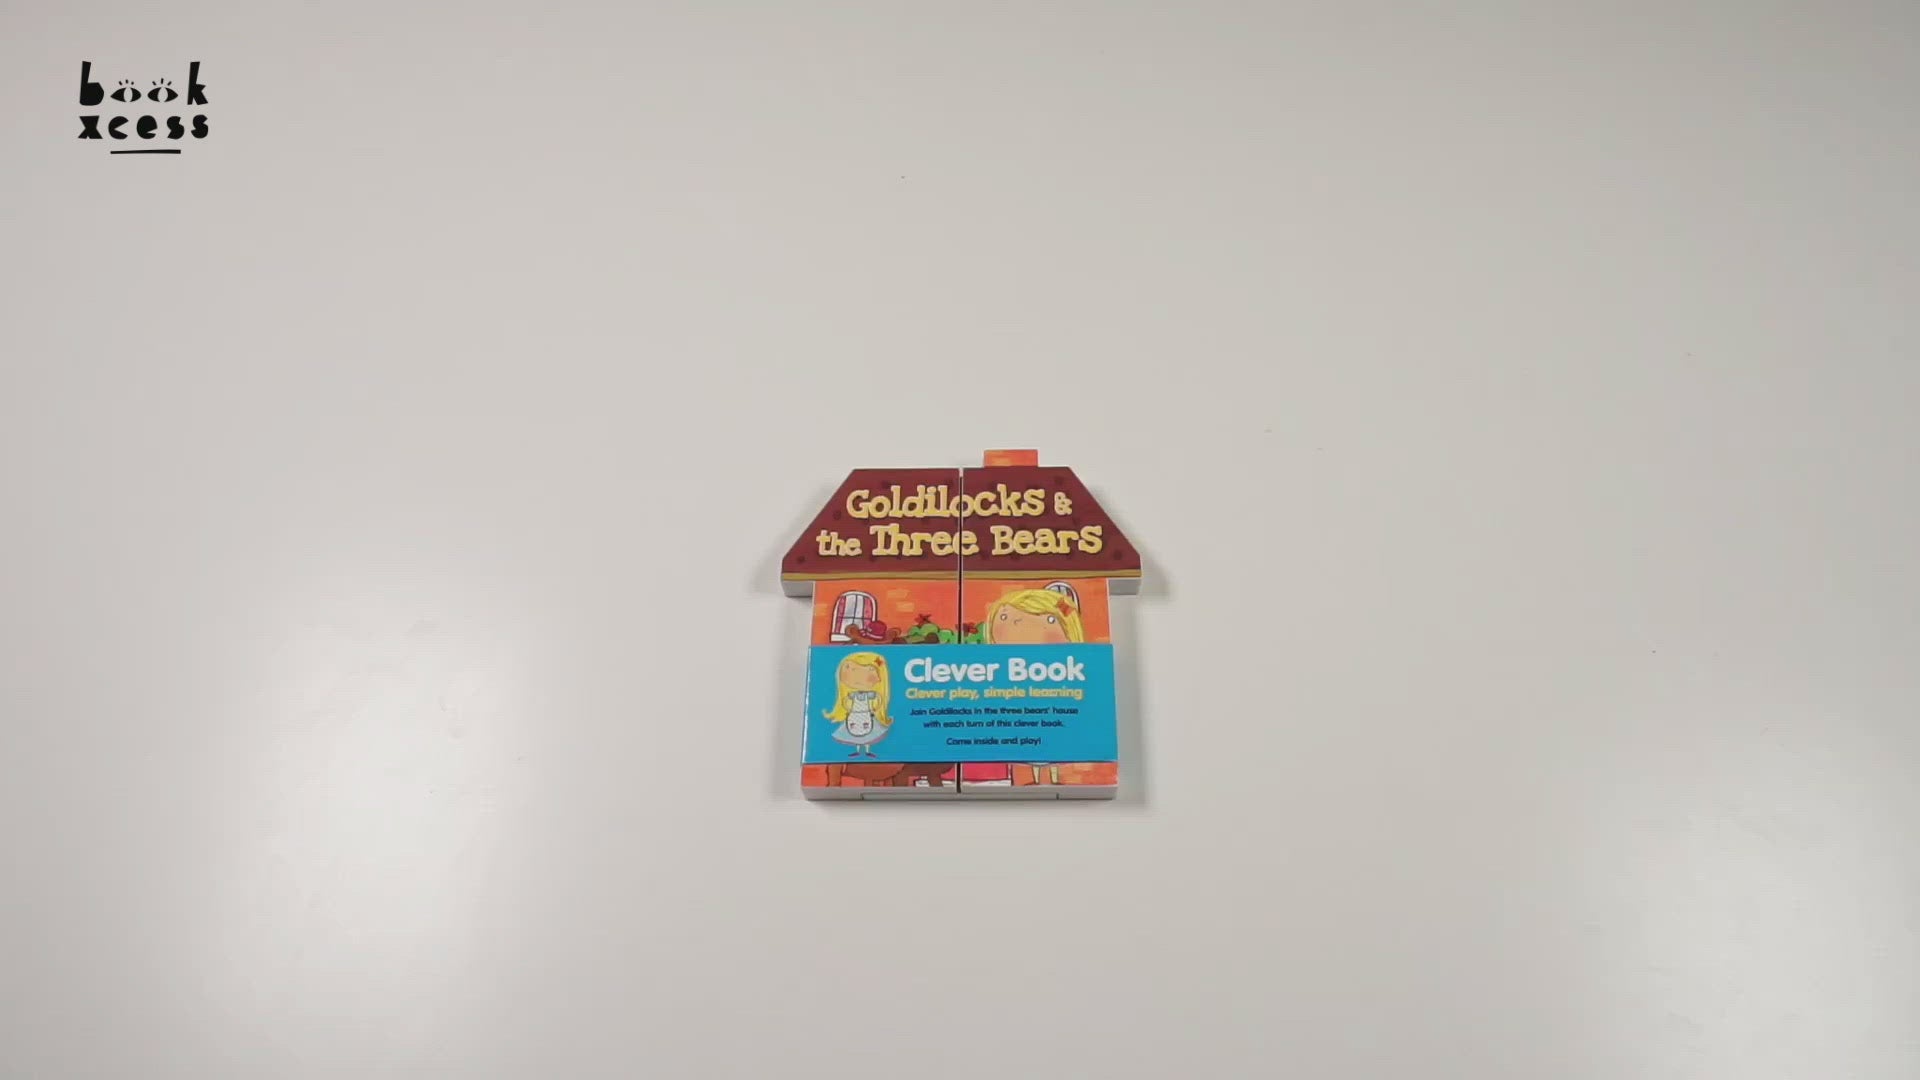 book
xcess
Goldilocks &
the Three Bears
Clever Book
Clever play, simple learning
Join Goldilocks in the three bears' house
with each turn of this clever book.
Come inside and play!